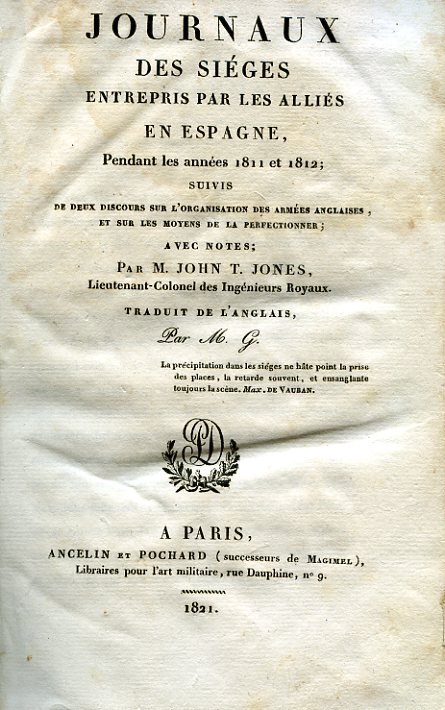 JOURNAUX
DES SIÉGES
ENTREPRIS PAR LES ALLIÉS
EN ESPAGNE,
Pendant les années 1811 et 1812;
SUIVIS
DE DEUX DISCOURS SUR L'ORGANISATION DES ARMÉES ANGLAISES,
ET SUR LES MOYENS DE LA PERFECTIONNER;
AVEC NOTES;
PAR M. JOHN T. JONES,
Lieutenant-Colonel des Ingénieurs Royaux.
TRADUIT DE L'ANGLAIS,
Par M. G.
La précipitation dans les siéges ne hâte point la prise
des places, la retarde souvent, et ensanglante
toujours la scène. Max. DE VAUBAN.
PD
A PARIS,
ANCELIN ET POCHARD (successeurs de MAGIMEL),
Libraires pour l'art militaire, rue Dauphine, nº 9.
1821.